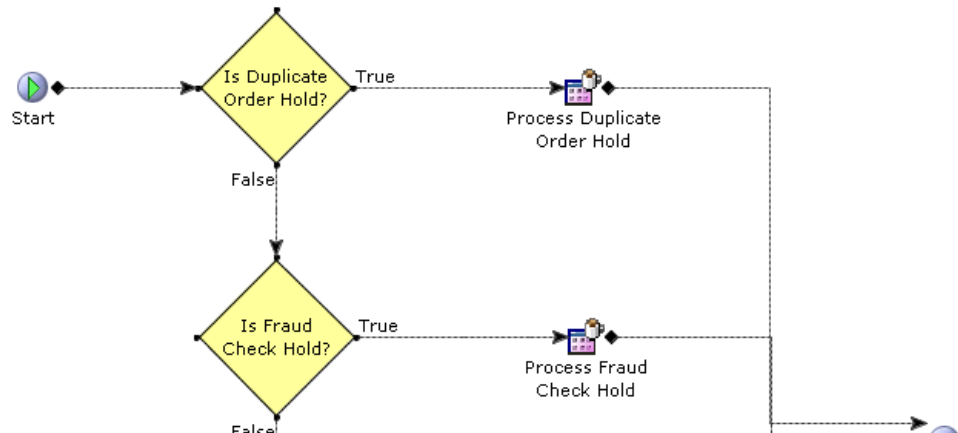 Is Duplicate
Order Hold?
True
Start
Process Duplicate
Order Hold
False
Is Fraud
Check Hold?
True
Process Fraud
Check Hold
False